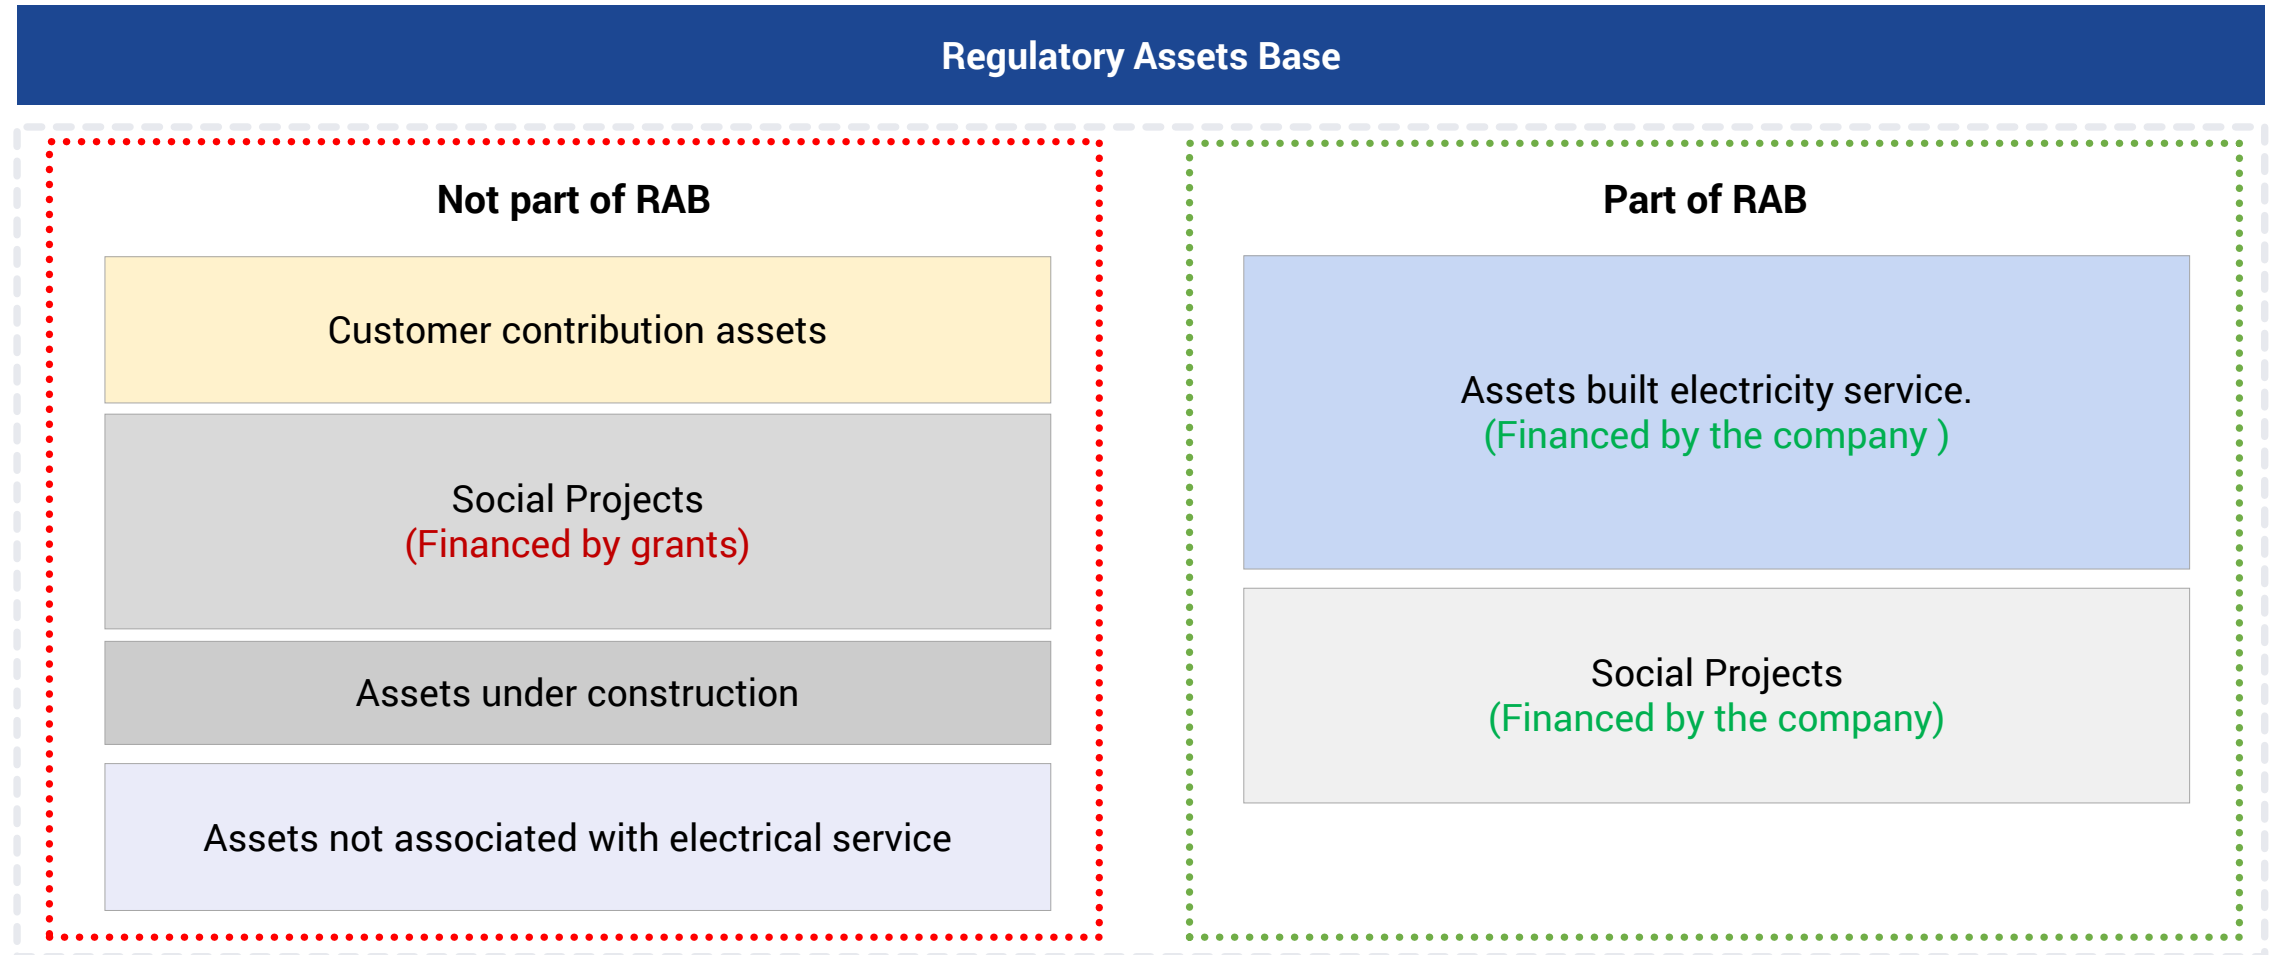 Regulatory Assets Base
Not part of RAB
Customer contribution assets
Social Projects
(Financed by grants)
Assets under construction
Assets not associated with electrical service
Part of RAB
Assets built electricity service.
(Financed by the company )
Social Projects
(Financed by the company)